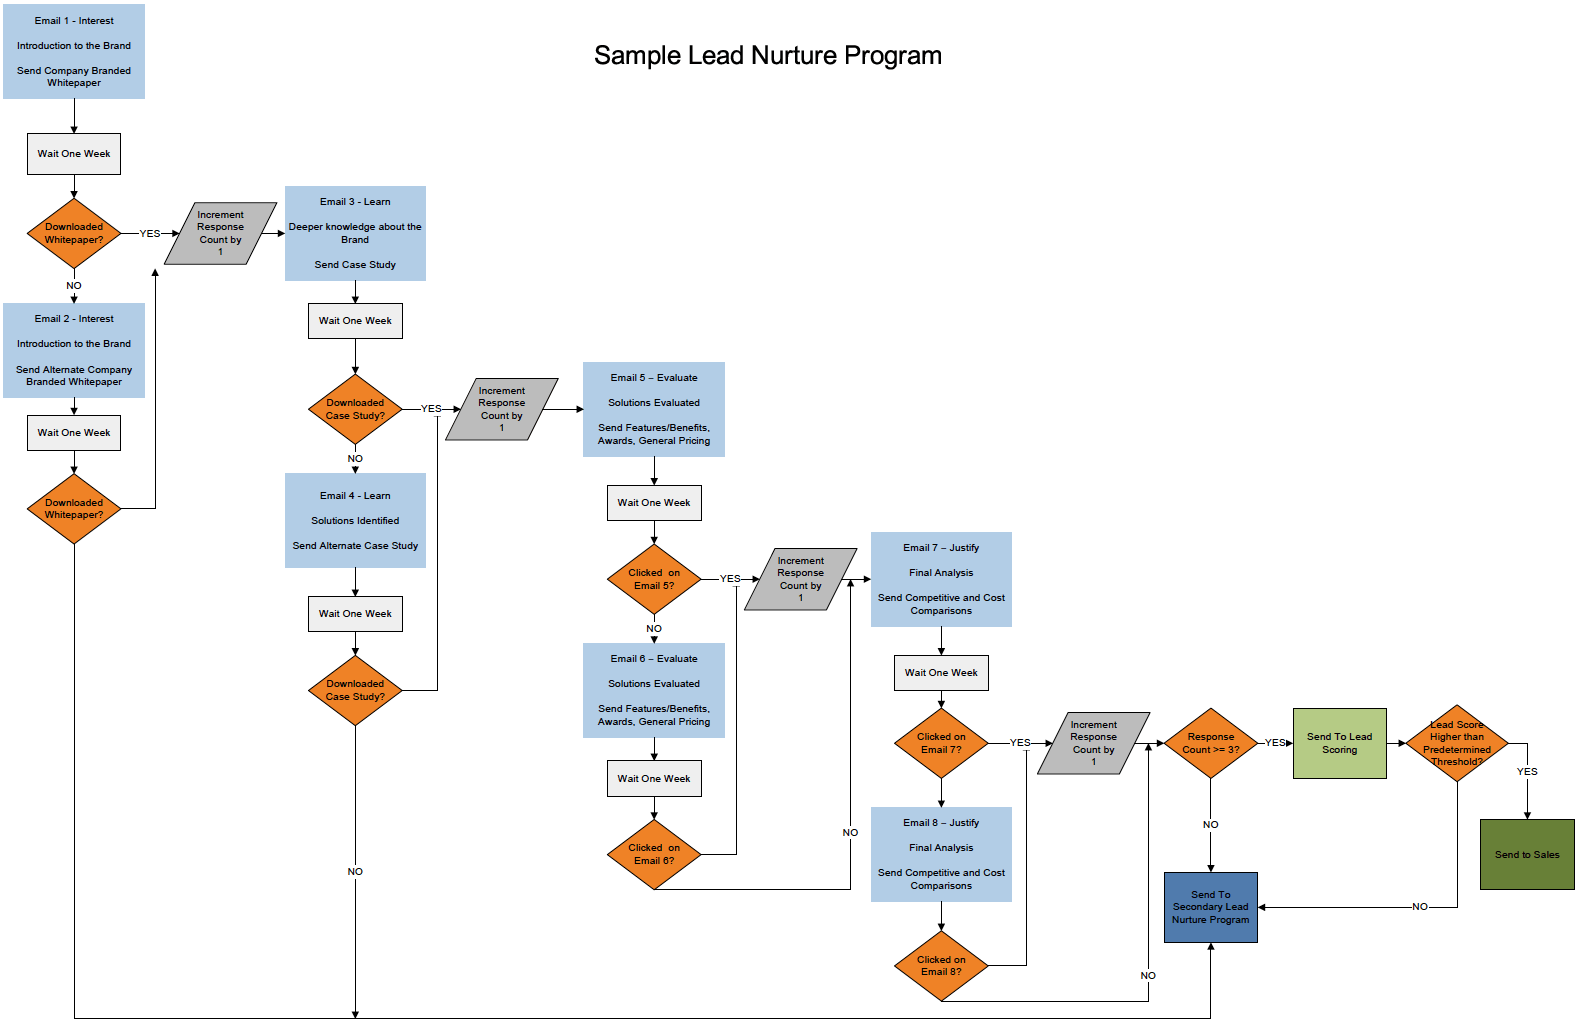 Sample Lead Nurture Program
Email 1 - Interest
Introduction to the Brand
Send Company Branded
Whitepaper
Wait One Week
Downloaded
Whitepaper?
YES
Increment
Response
Count by
1
NO
Email 2 - Interest
Introduction to the Brand
Send Alternate Company
Branded Whitepaper
Wait One Week
Downloaded
Whitepaper?
Email 3 - Learn
Deeper knowledge about the
Brand
Send Case Study
Wait One Week
Downloaded
Case Study?
YES
Increment
Response
Count by
1
NO
Email 4 - Learn
Solutions Identified
Send Alternate Case Study
Wait One Week
Downloaded
Case Study?
NO
Email 5 – Evaluate
Solutions Evaluated
Send Features/Benefits,
Awards, General Pricing
Wait One Week
Clicked on
Email 5?
YES
Increment
Response
Count by
1
NO
Email 6 – Evaluate
Solutions Evaluated
Send Features/Benefits,
Awards, General Pricing
Wait One Week
Clicked on
Email 6?
NO
Email 7 – Justify
Final Analysis
Send Competitive and Cost
Comparisons
Wait One Week
Clicked on
Email 7?
YES
Increment
Response
Count by
1
Email 8 – Justify
Final Analysis
Send Competitive and Cost
Comparisons
Clicked on
Email 8?
NO
Response
Count >= 3?
YES
Send To Lead
Scoring
Lead Score
Higher than
Predetermined
Threshold?
YES
Send to Sales
NO
NO
Send To
Secondary Lead
Nurture Program